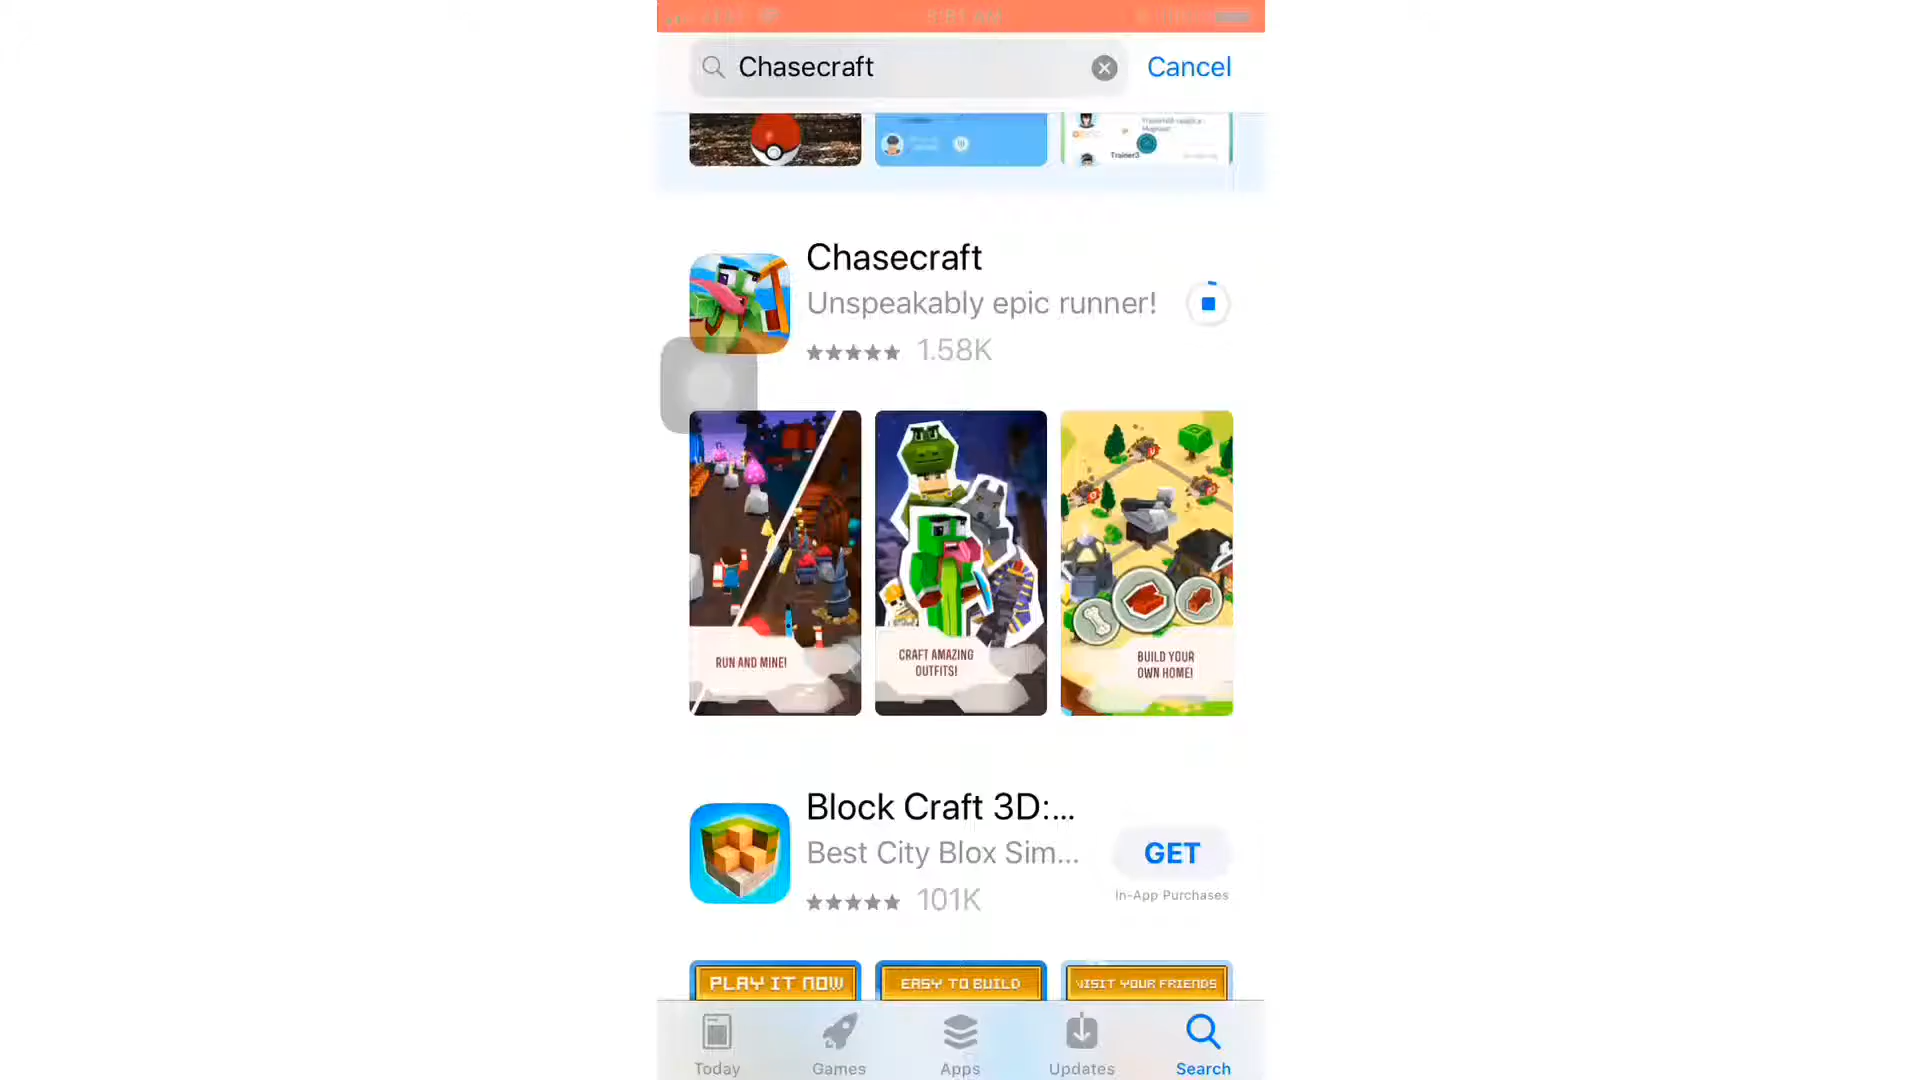 Chasecraft
Cancel
Trainer3
Chasecraft
Unspeakably epic runner!
1.58K
RUN AND MINE!
CRAFT AMAZING
OUTFITS!
BUILD YOUR
OWN HOME!
Block Craft 3D:...
Best City Blox Sim...
GET
In-App Purchases
101K
PLAY IT NOW
EASY TO BUILD
VISIT YOUR FRIENDS
Today
Games
Apps
Updates
Search